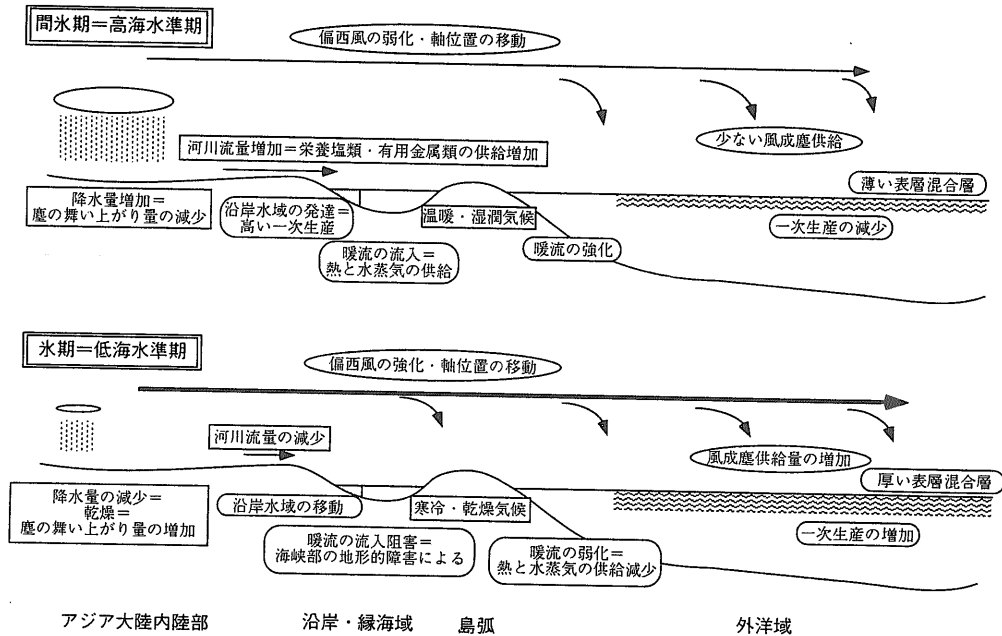 間氷期＝高海水準期
偏西風の弱化・軸位置の移動
少ない風成塵供給
河川流量増加＝栄養塩類・有用金属類の供給増加
薄い表層混合層
降水量増加＝
塵の舞い上がり量の減少
沿岸水域の発達＝
高い一次生産
温暖・湿潤気候
一次生産の減少
暖流の流入＝
熱と水蒸気の供給
暖流の強化
氷期＝低海水準期
偏西風の強化・軸位置の移動
河川流量の減少
風成塵供給量の増加
厚い表層混合層
降水量の減少＝
乾燥＝
塵の舞い上がり量の増加
沿岸水域の移動
寒冷・乾燥気候
一次生産の増加
暖流の流入阻害＝
海峡部の地形的障害による
暖流の弱化＝
熱と水蒸気の供給減少
アジア大陸内陸部
沿岸・縁海域
島弧
外洋域